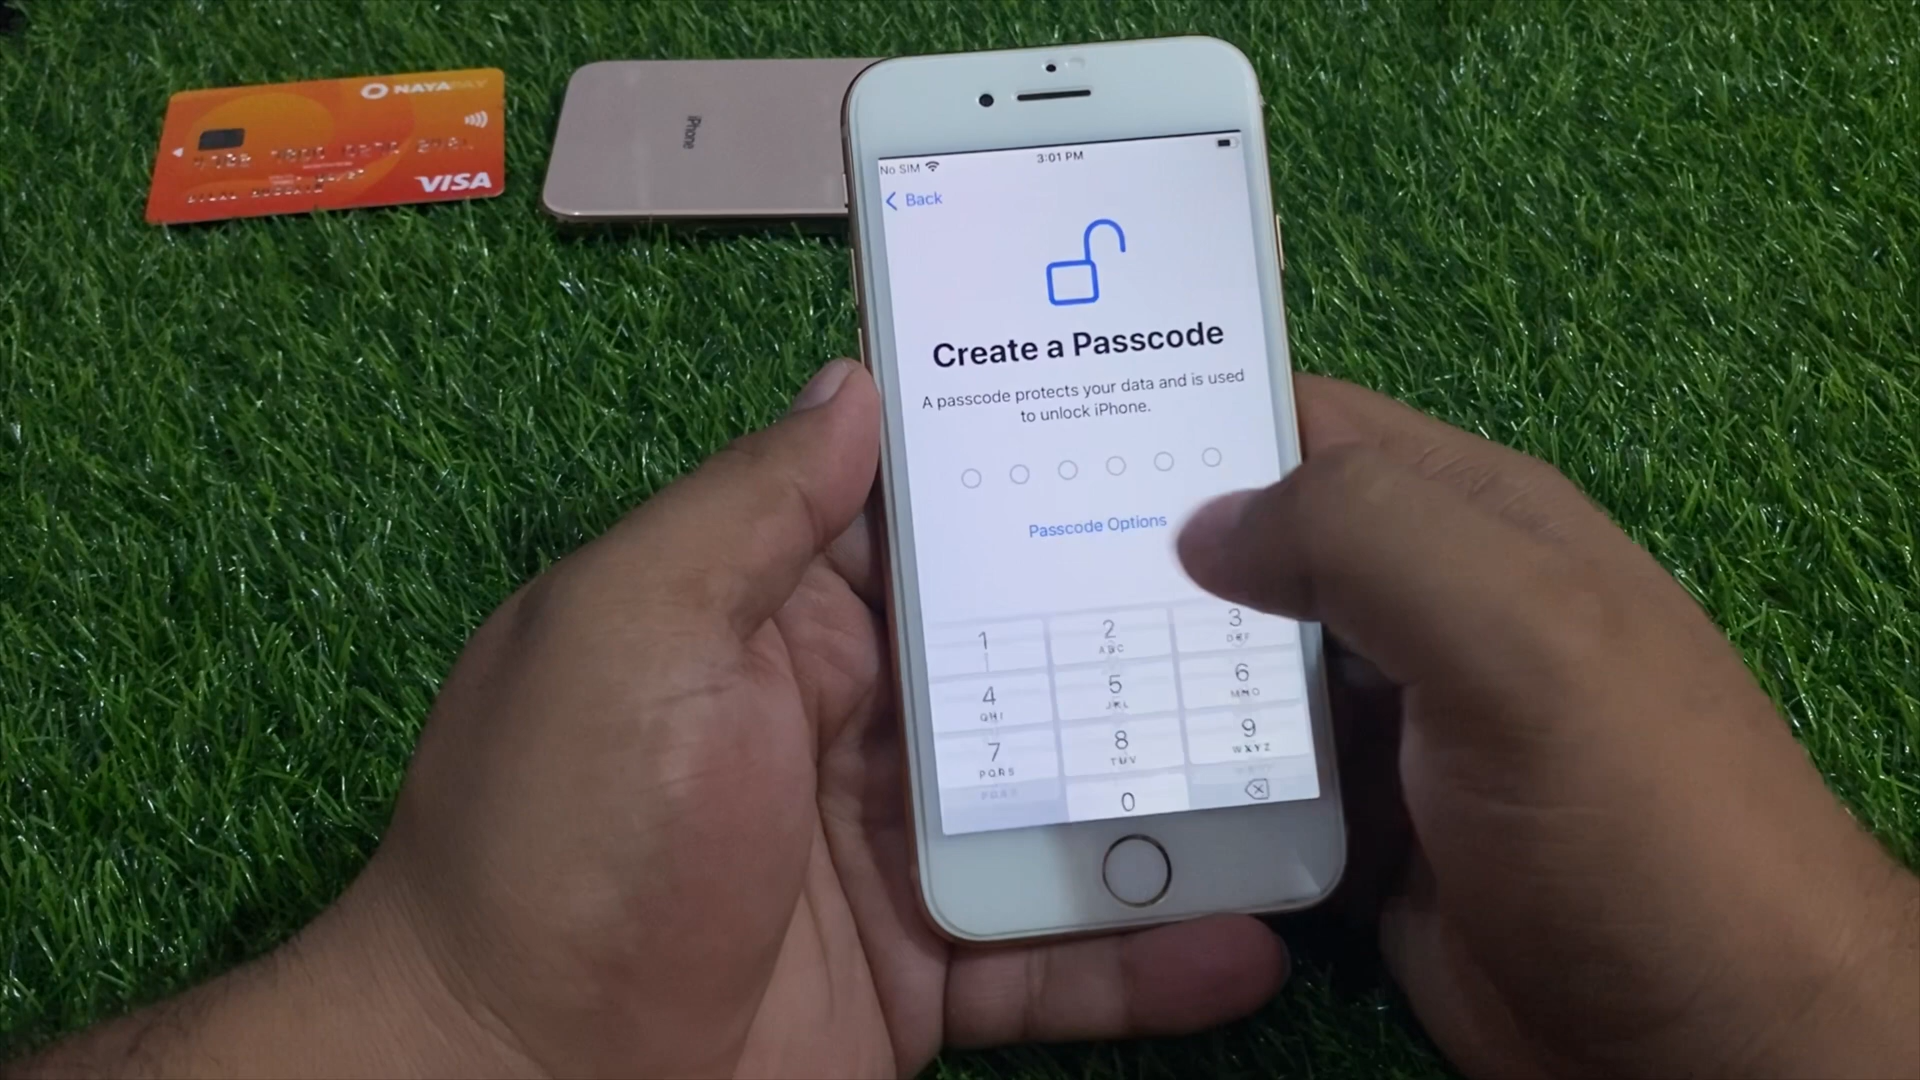 NAYAPAY
VISA
iPhone
No SIM
3:01 PM
Back
Create a Passcode
A passcode protects your data and is used
to unlock iPhone.
Passcode Options
1
2
ABC
3
DEF
4
GHI
5
JKL
6
MNO
7
PQRS
8
TUV
9
WXYZ
0